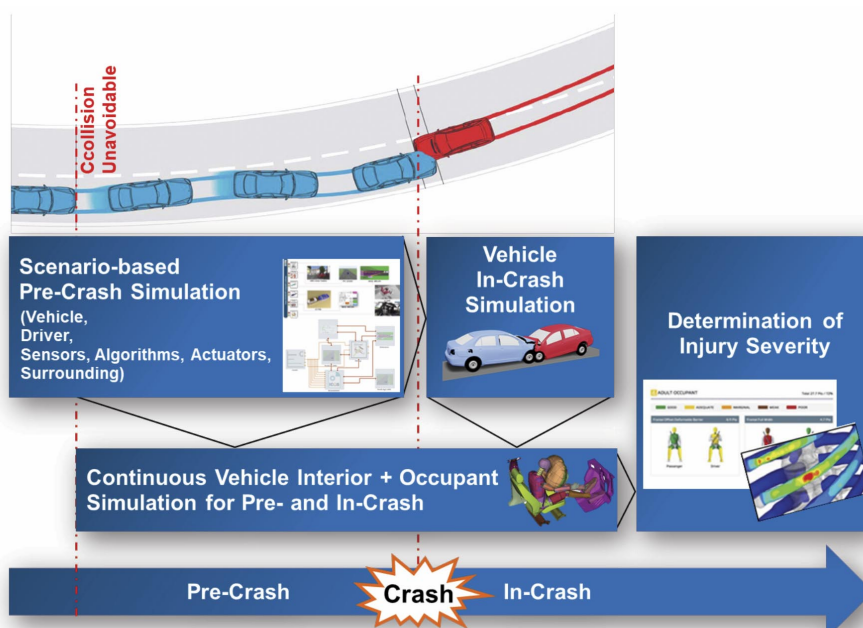 Ccollision
Unavoidable
Scenario-based
Pre-Crash Simulation
(Vehicle,
Driver,
Sensors, Algorithms, Actuators,
Surrounding)
Vehicle
In-Crash
Simulation
Determination of
Injury Severity
ADULT OCCUPANT
Passenger
Driver
Continuous Vehicle Interior + Occupant
Simulation for Pre- and In-Crash
Pre-Crash
Crash
In-Crash